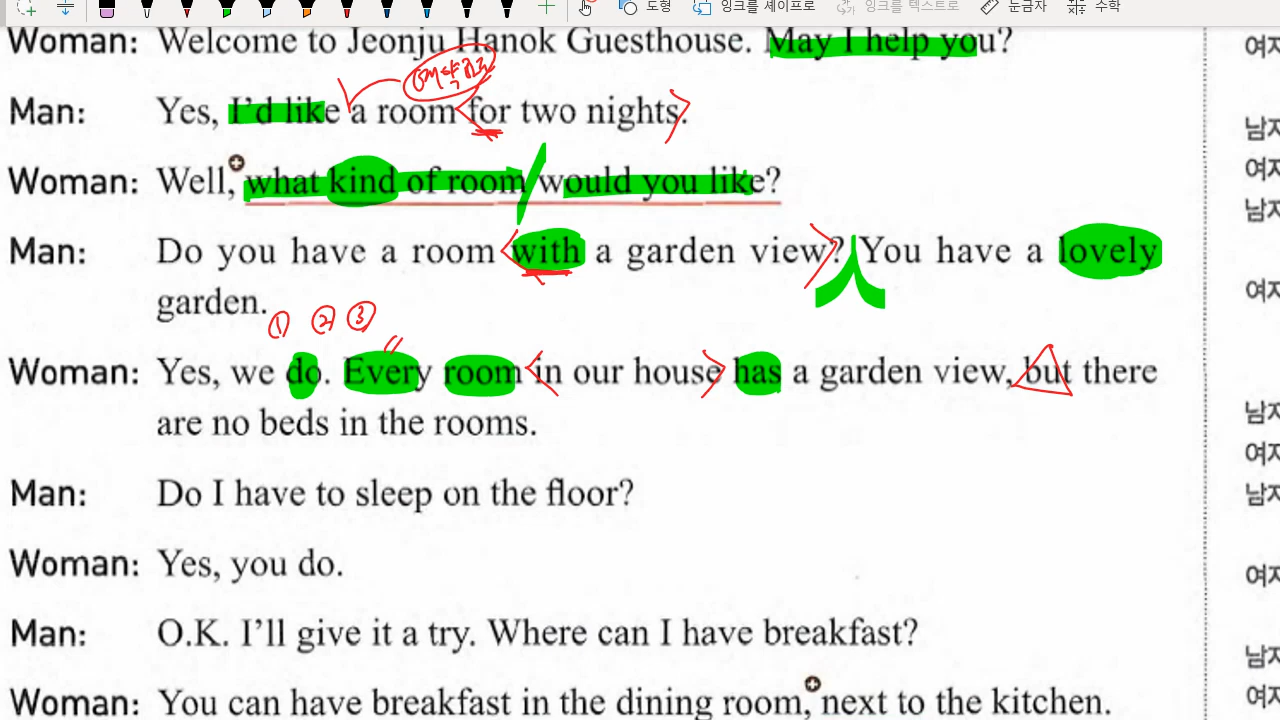 도형 잉크를 셰이프로 잉크를 텍스트로 눈금자 수학
Woman: Welcome to Jeonju Hanok Guesthouse. May I help you? 여자
Man: Yes, I'd like a room for two nights. 남자
Woman: Well, what kind of room would you like? 여자
남자
Man: Do you have a room with a garden view? You have a lovely
garden. 여자
① ② ③
Woman: Yes, we do. Every room in our house has a garden view, but there
are no beds in the rooms. 남자
여자
Man: Do I have to sleep on the floor? 남자
Woman: Yes, you do. 여자
Man: O.K. I'll give it a try. Where can I have breakfast? 남자
Woman: You can have breakfast in the dining room, next to the kitchen. 여자